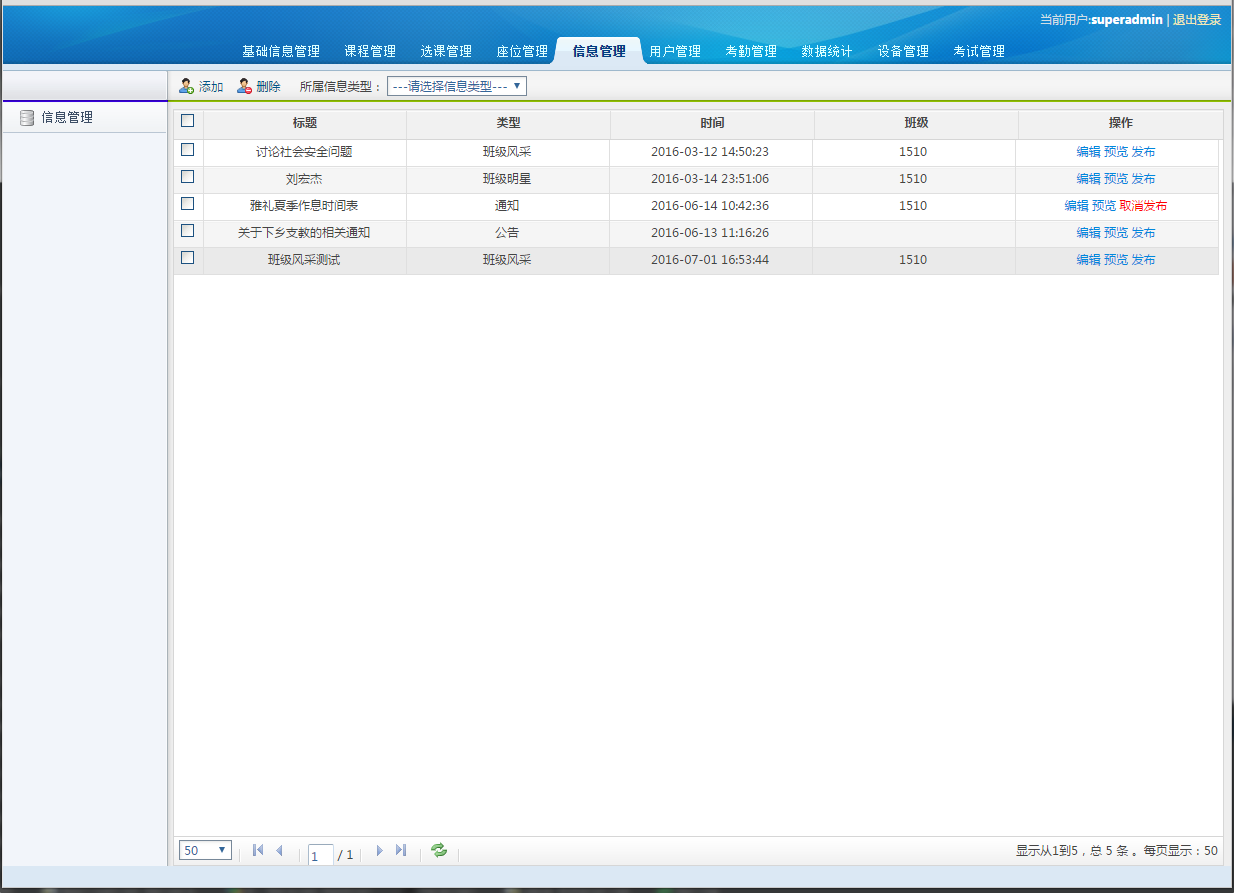 当前用户:superadmin | 退出登录
基础信息管理 课程管理 选课管理 座位管理 信息管理 用户管理 考勤管理 数据统计 设备管理 考试管理
添加 删除 所属信息类型： ---请选择信息类型---
信息管理
标题 类型 时间 班级 操作
讨论社会安全问题 班级风采 2016-03-12 14:50:23 1510 编辑 预览 发布
刘宏杰 班级明星 2016-03-14 23:51:06 1510 编辑 预览 发布
雅礼夏季作息时间表 通知 2016-06-14 10:42:36 1510 编辑 预览 取消发布
关于下乡支教的相关通知 公告 2016-06-13 11:16:26 编辑 预览 发布
班级风采测试 班级风采 2016-07-01 16:53:44 1510 编辑 预览 发布
50 1 / 1 显示从1到5，总 5 条 。每页显示：50